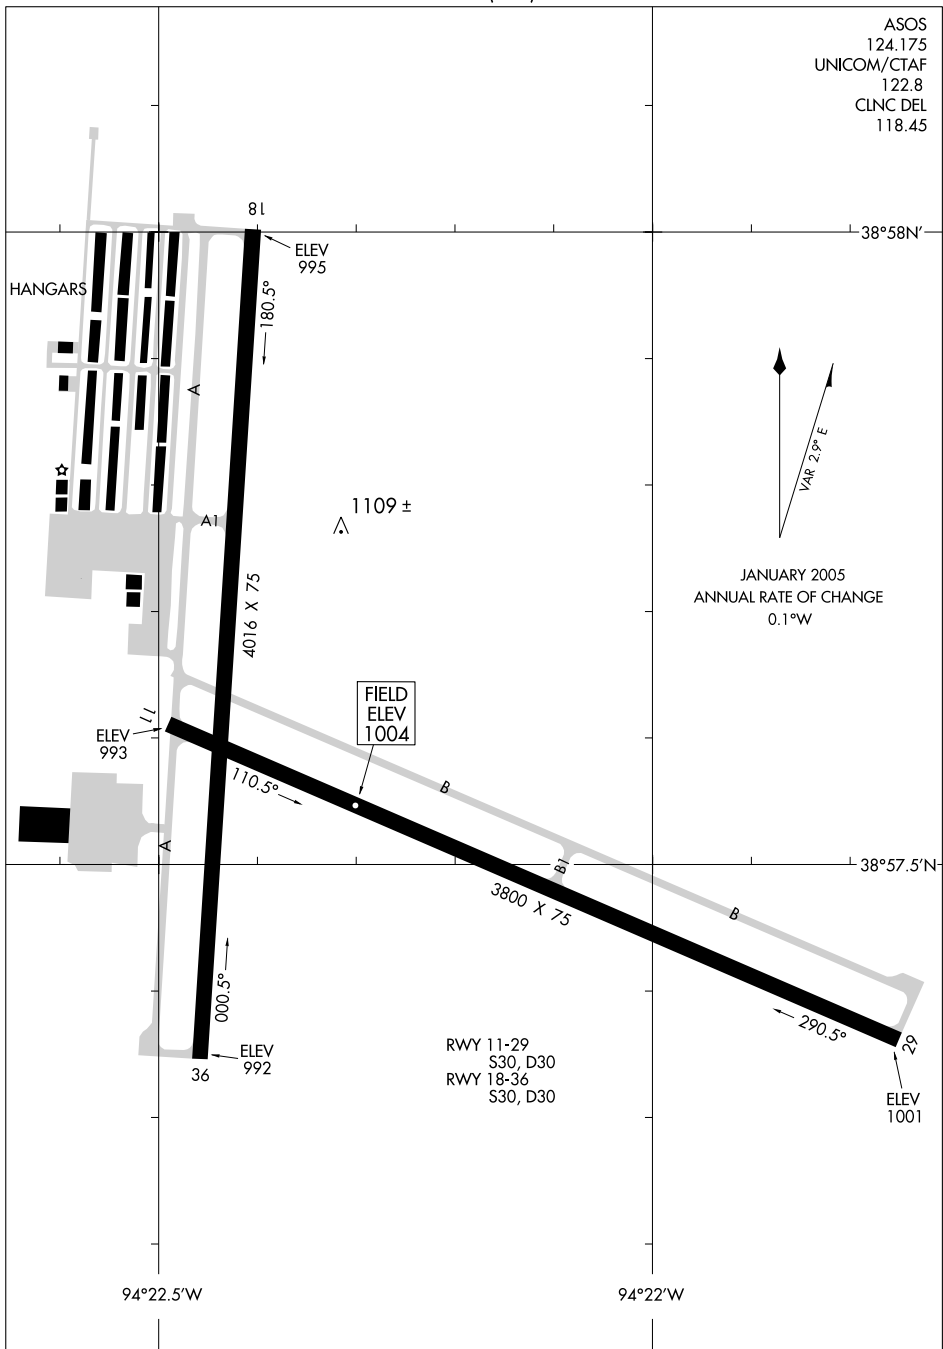 ASOS
124.175
UNICOM/CTAF
122.8
CLNC DEL
118.45
18
38°58'N
ELEV
995
HANGARS
180.5°
A
VAR 2.9° E
A1
1109 ±
JANUARY 2005
ANNUAL RATE OF CHANGE
0.1°W
4016 X 75
FIELD
ELEV
1004
11
ELEV
993
110.5°
B
A
B1
38°57.5'N
3800 X 75
B
000.5°
290.5°
29
RWY 11-29
S30, D30
RWY 18-36
S30, D30
ELEV
992
36
ELEV
1001
94°22.5'W
94°22'W